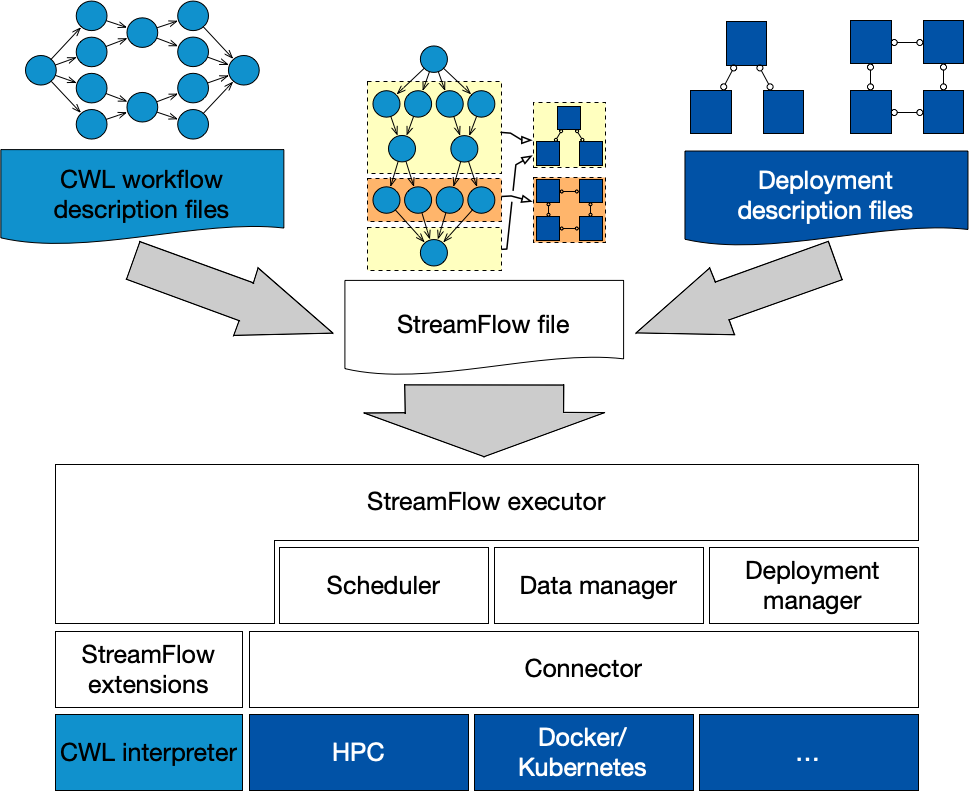 CWL workflow
description files
Deployment
description files
StreamFlow file
StreamFlow executor
Scheduler
Data manager
Deployment
manager
StreamFlow
extensions
Connector
CWL interpreter
HPC
Docker/
Kubernetes
...